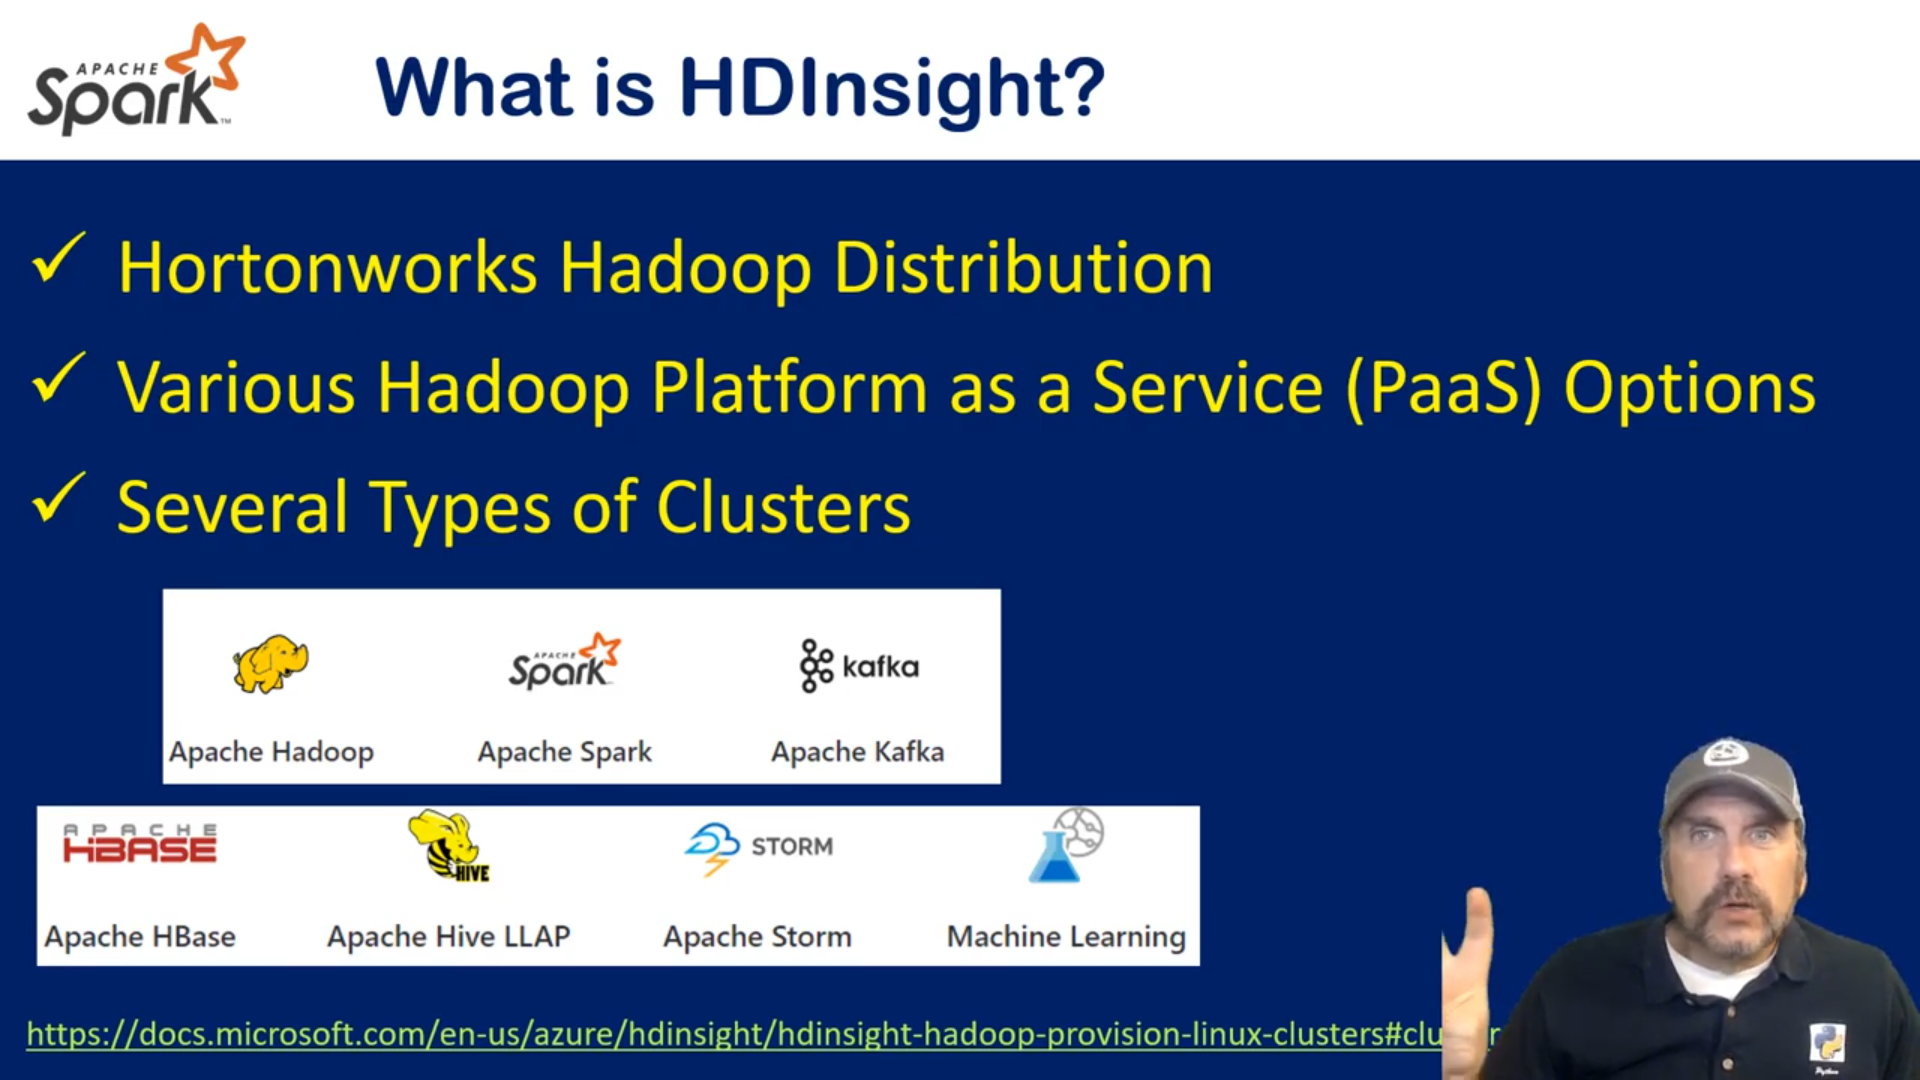 APACHE
Spark™
What is HDInsight?
Hortonworks Hadoop Distribution
Various Hadoop Platform as a Service (PaaS) Options
Several Types of Clusters
APACHE
Spark
kafka
Apache Hadoop
Apache Spark
Apache Kafka
APACHE
HBASE
HIVE
STORM
Apache HBase
Apache Hive LLAP
Apache Storm
Machine Learning
https://docs.microsoft.com/en-us/azure/hdinsight/hdinsight-hadoop-provision-linux-clusters#clu
Python